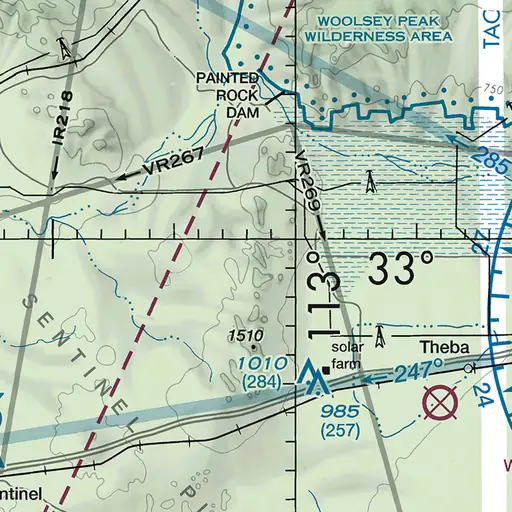 WOOLSEY PEAK
WILDERNESS AREA
TAC
PAINTED
ROCK
DAM
750
IR218
VR267
VR269
285
27
113°
33°
SENTINEL
1510
1010
(284)
solar
farm
Theba
247°
985
(257)
24
ntinel
W
P